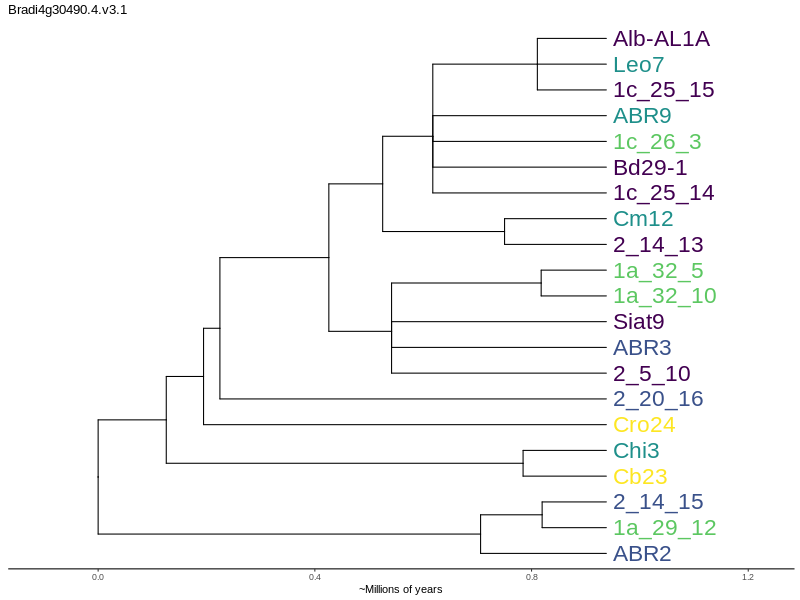 Bradi4g30490.4.v3.1
Alb-AL1A
Leo7
1c_25_15
ABR9
1c_26_3
Bd29-1
1c_25_14
Cm12
2_14_13
1a_32_5
1a_32_10
Siat9
ABR3
2_5_10
2_20_16
Cro24
Chi3
Cb23
2_14_15
1a_29_12
ABR2
0.0 0.4 0.8 1.2
~Millions of years